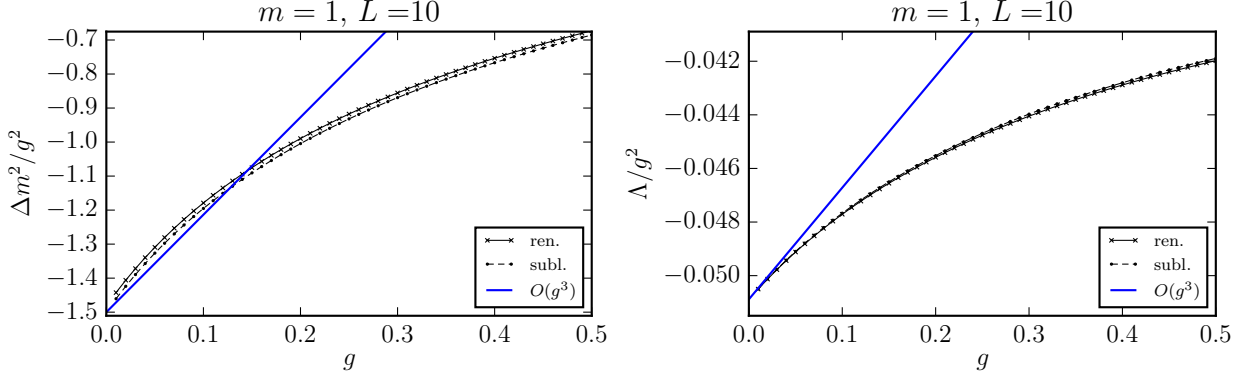 m = 1, L =10
Δm²/g²
−0.7
−0.8
−0.9
−1.0
−1.1
−1.2
−1.3
−1.4
−1.5
0.0 0.1 0.2 0.3 0.4 0.5
g
ren.
subl.
O(g³)
m = 1, L =10
Λ/g²
−0.042
−0.044
−0.046
−0.048
−0.050
0.0 0.1 0.2 0.3 0.4 0.5
g
ren.
subl.
O(g³)